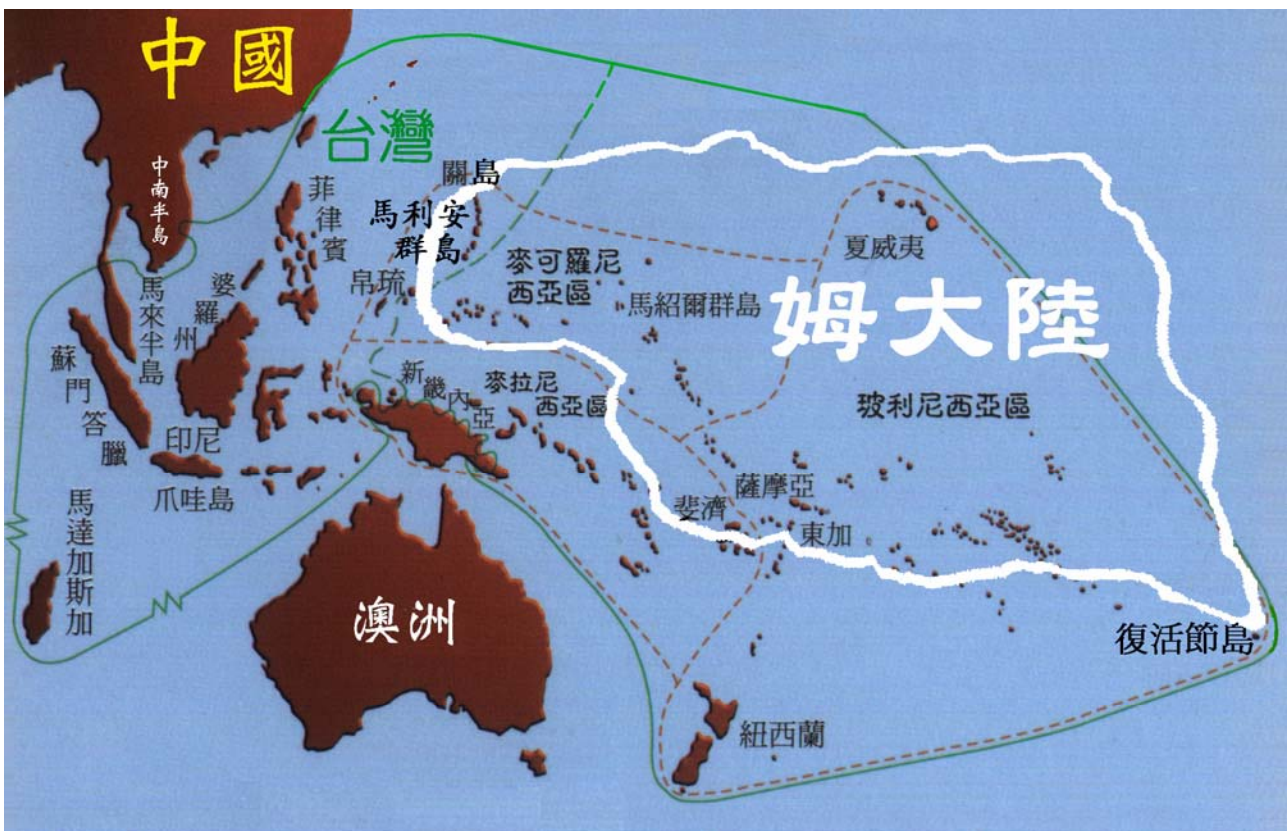 中國
台灣
中南半島
關島
菲律賓
馬利安
群島
夏威夷
麥可羅尼
西亞區
帛琉
馬來半島
婆羅州
馬紹爾群島
姆大陸
蘇門答臘
新畿內亞
麥拉尼
西亞區
玻利尼西亞區
印尼
爪哇島
薩摩亞
斐濟
東加
馬達加斯加
澳洲
復活節島
紐西蘭